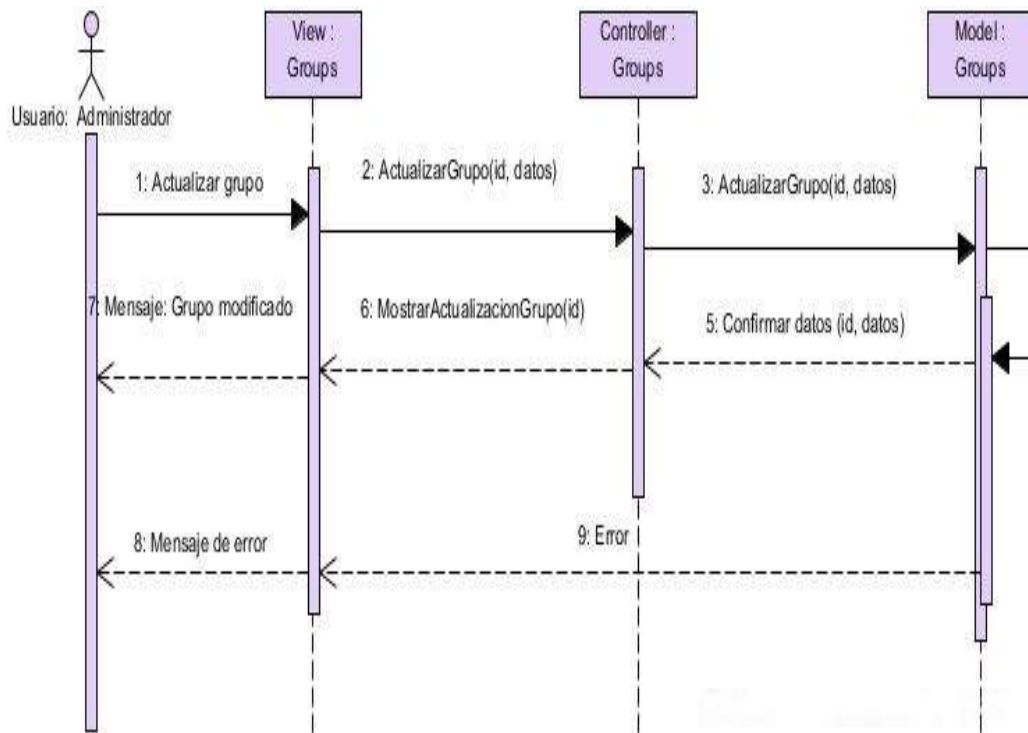 View :
Groups
Controller :
Groups
Model :
Groups
Usuario: Administrador
1: Actualizar grupo
2: ActualizarGrupo(id, datos)
3: ActualizarGrupo(id, datos)
7: Mensaje: Grupo modificado
6: MostrarActualizacionGrupo(id)
5: Confirmar datos (id, datos)
8: Mensaje de error
9: Error